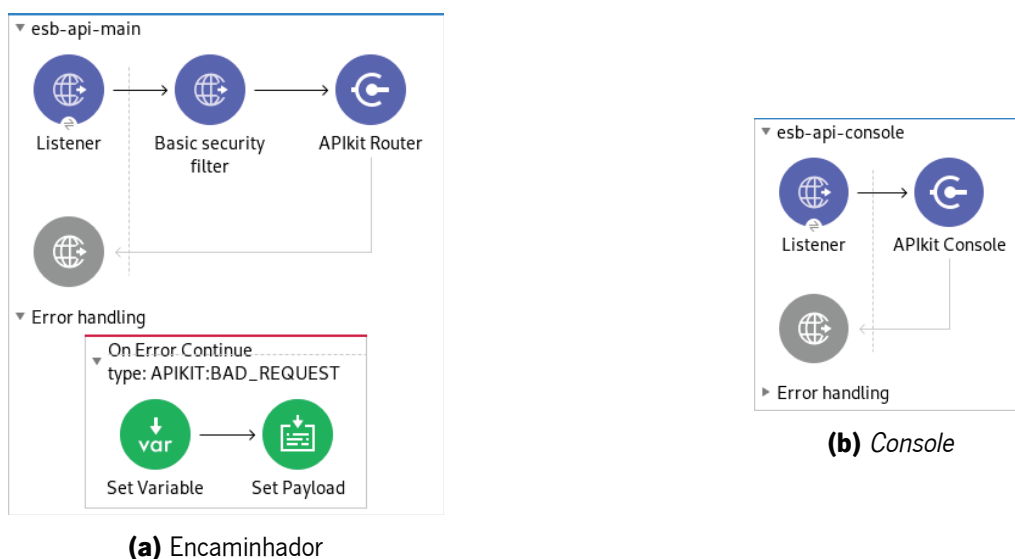 esb-api-main
Listener
Basic security
filter
APIkit Router
Error handling
On Error Continue
type: APIKIT:BAD_REQUEST
var
Set Variable
Set Payload
(a) Encaminhador
esb-api-console
Listener
APIkit Console
Error handling
(b) Console